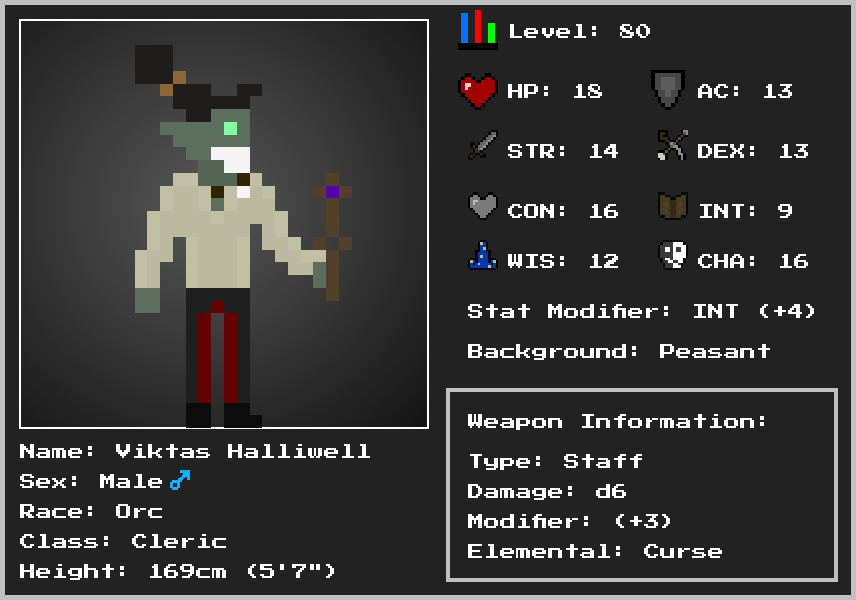 Level: 80
HP: 18
AC: 13
STR: 14
DEX: 13
CON: 16
INT: 9
WIS: 12
CHA: 16
Stat Modifier: INT (+4)
Background: Peasant
Weapon Information:
Type: Staff
Damage: d6
Modifier: (+3)
Elemental: Curse
Name: Viktas Halliwell
Sex: Male ♂
Race: Orc
Class: Cleric
Height: 169cm (5'7")